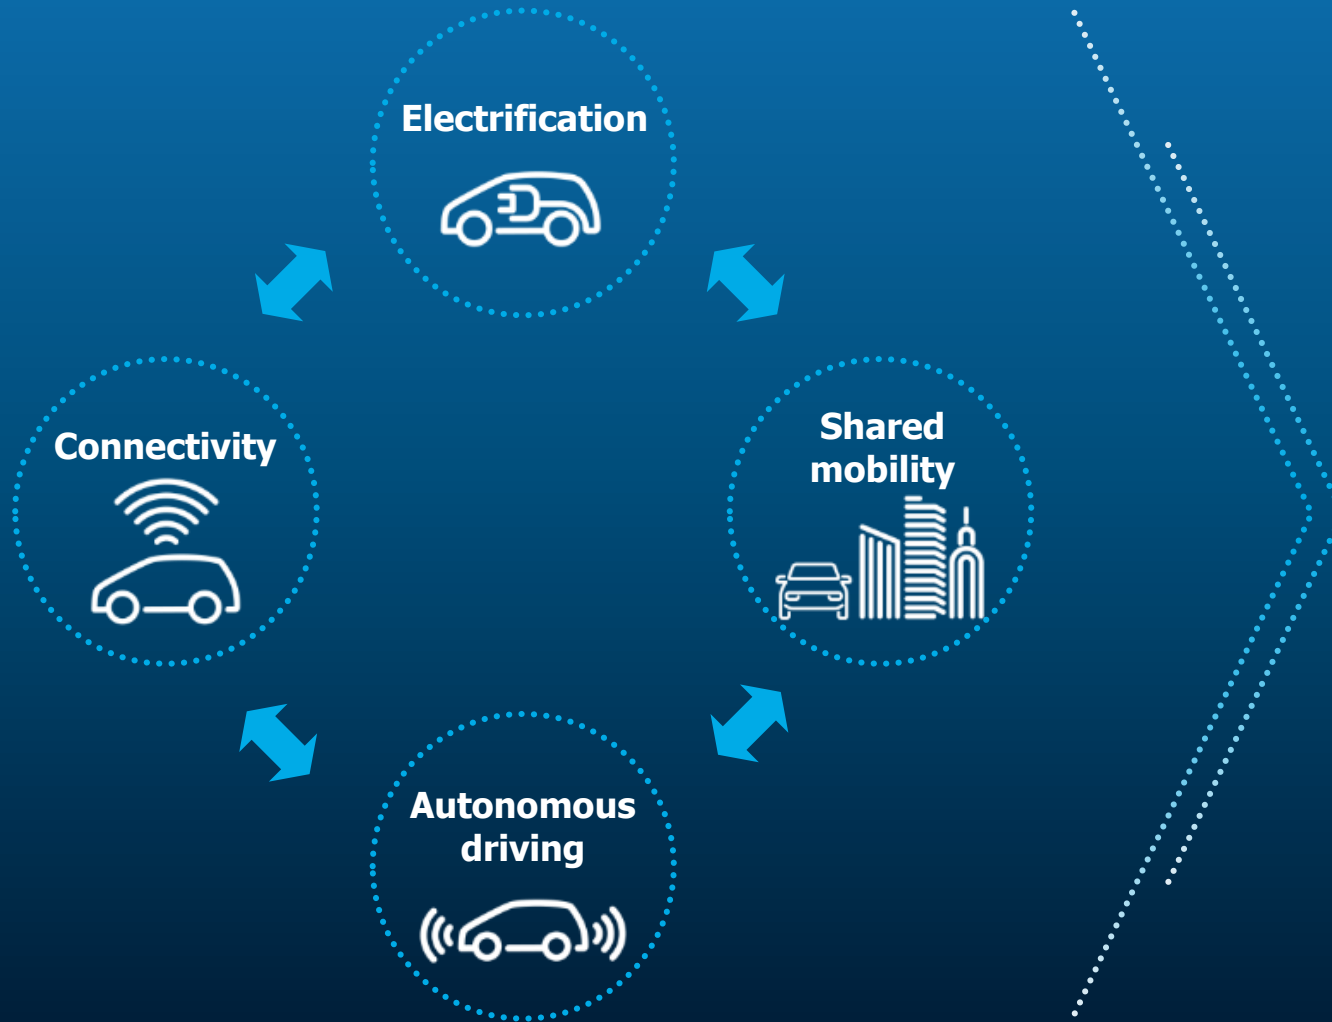 Electrification
Connectivity
Shared
mobility
Autonomous
driving